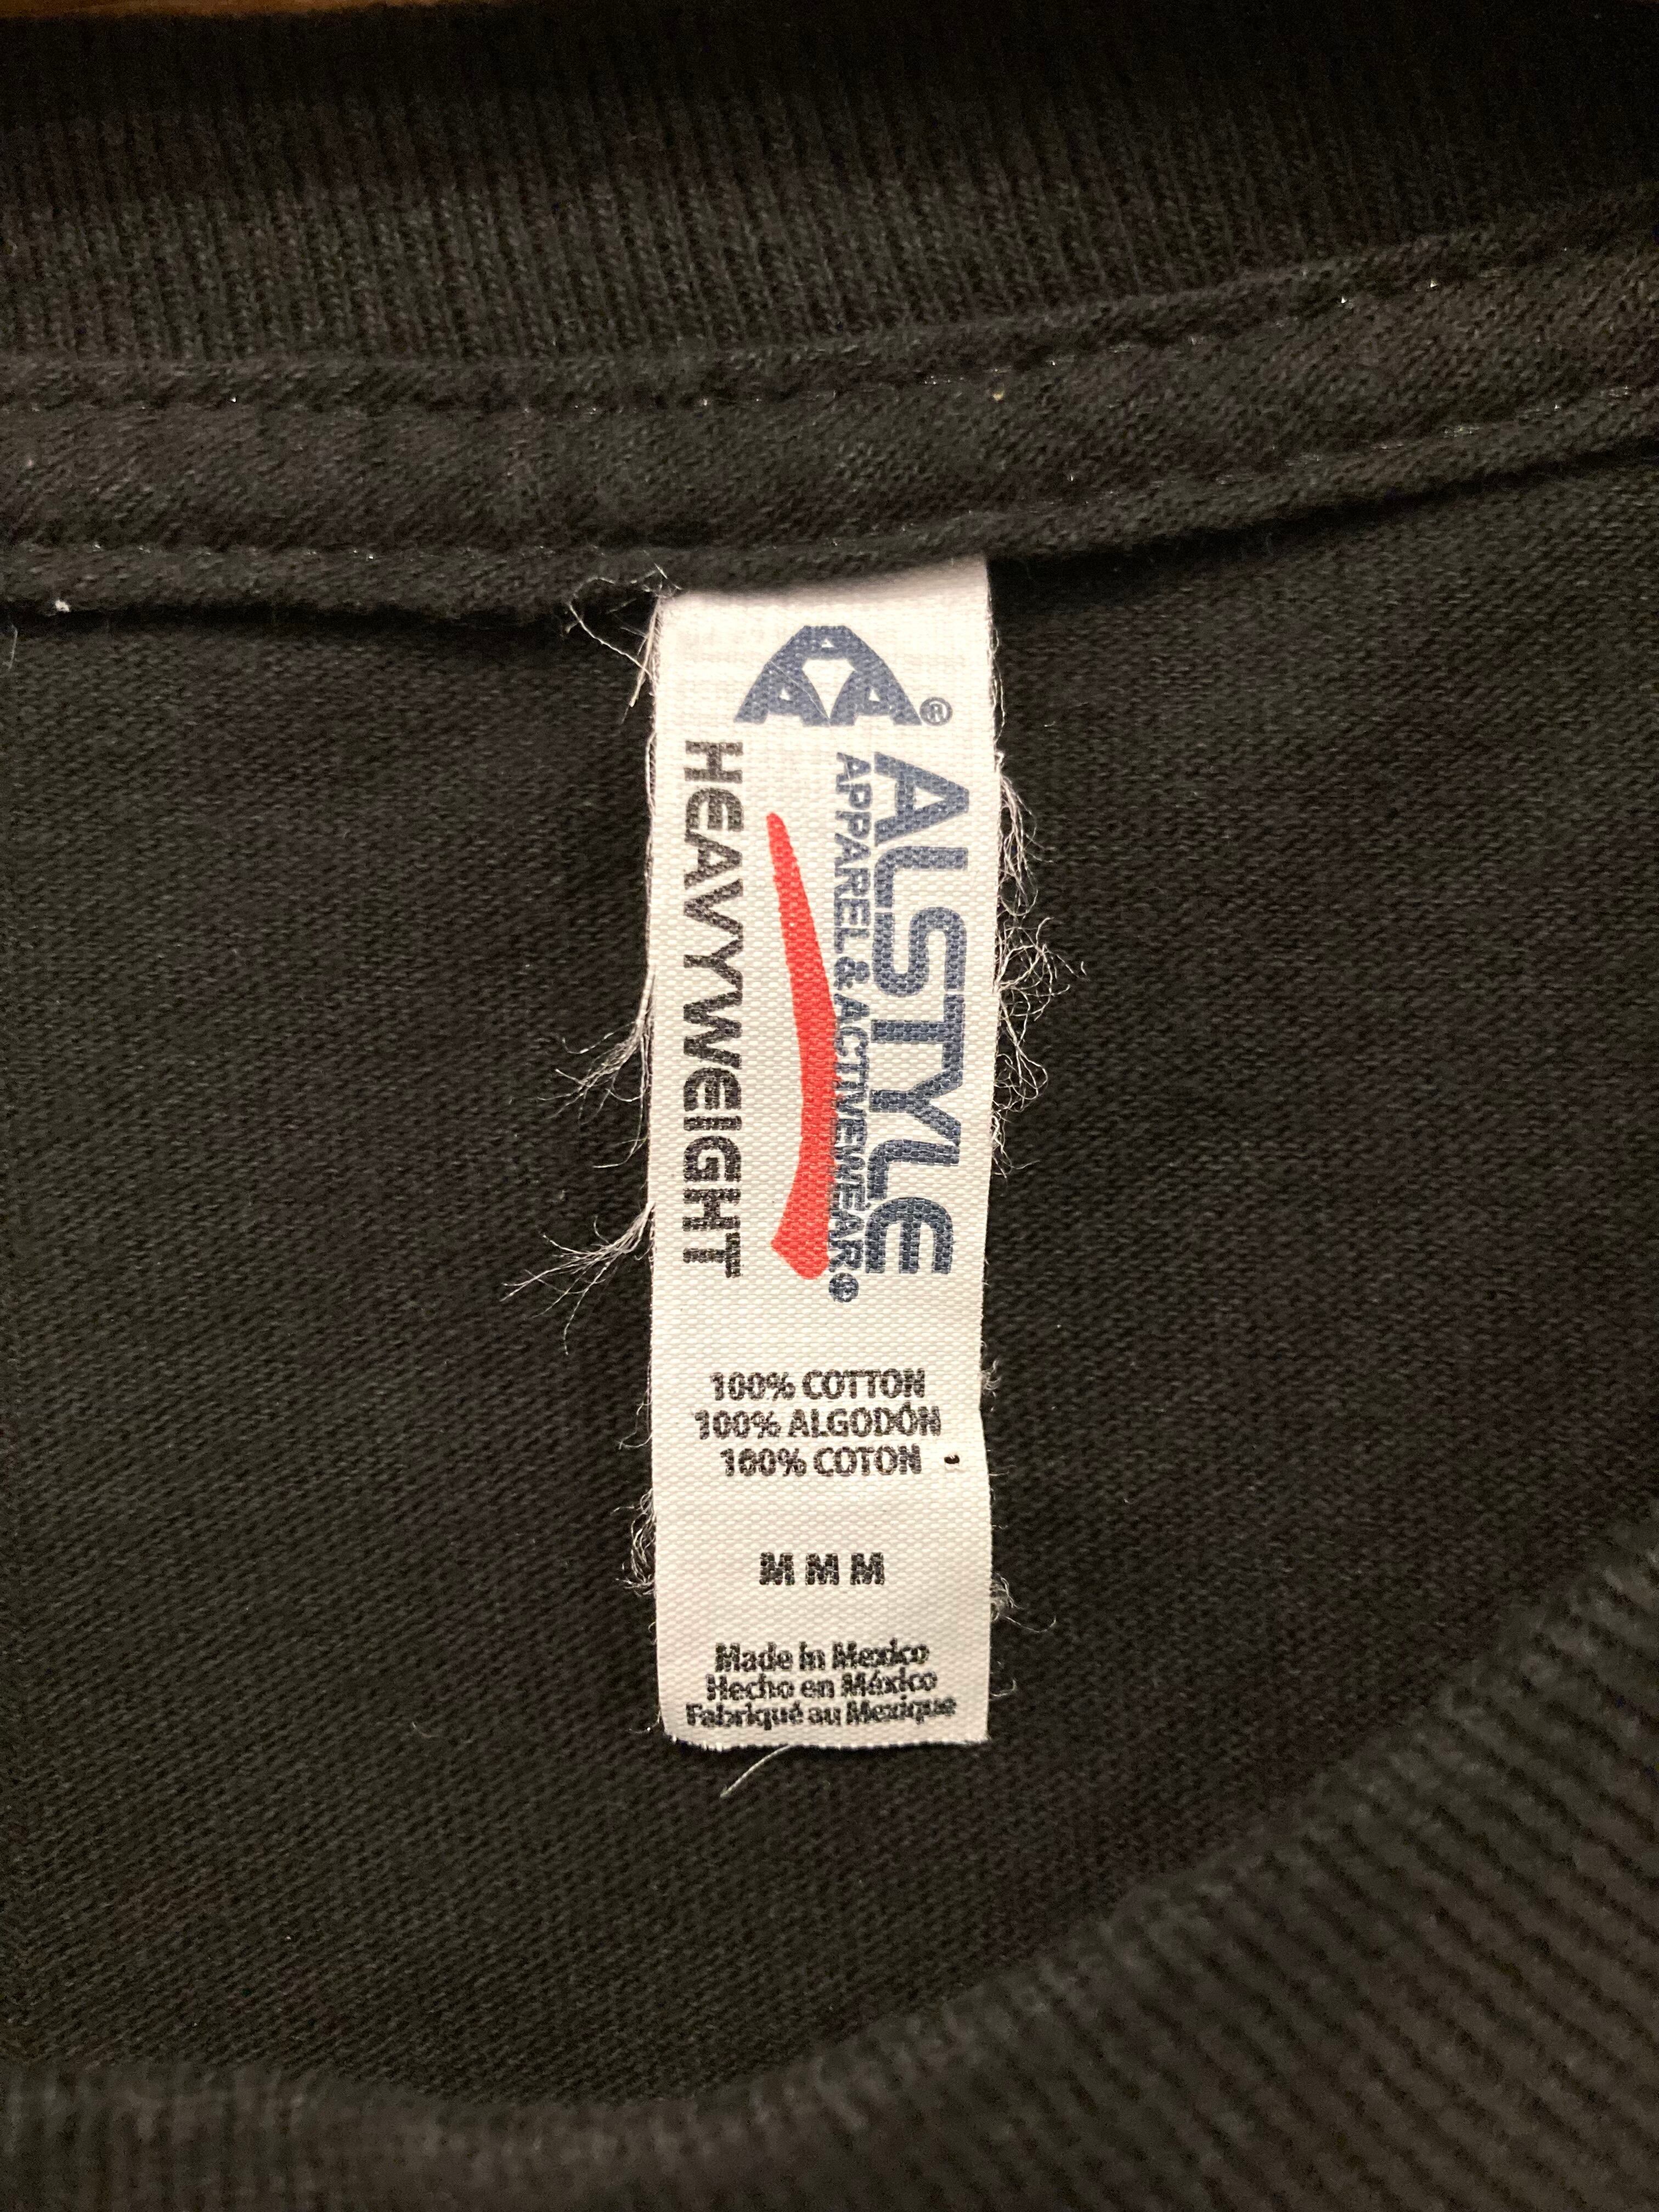 AAA®
ALSTYLE
APPAREL & ACTIVEWEAR®
HEAVYWEIGHT
100% COTTON
100% ALGODÓN
100% COTON
M M M
Made in Mexico
Hecho en México
Fabriqué au Mexique